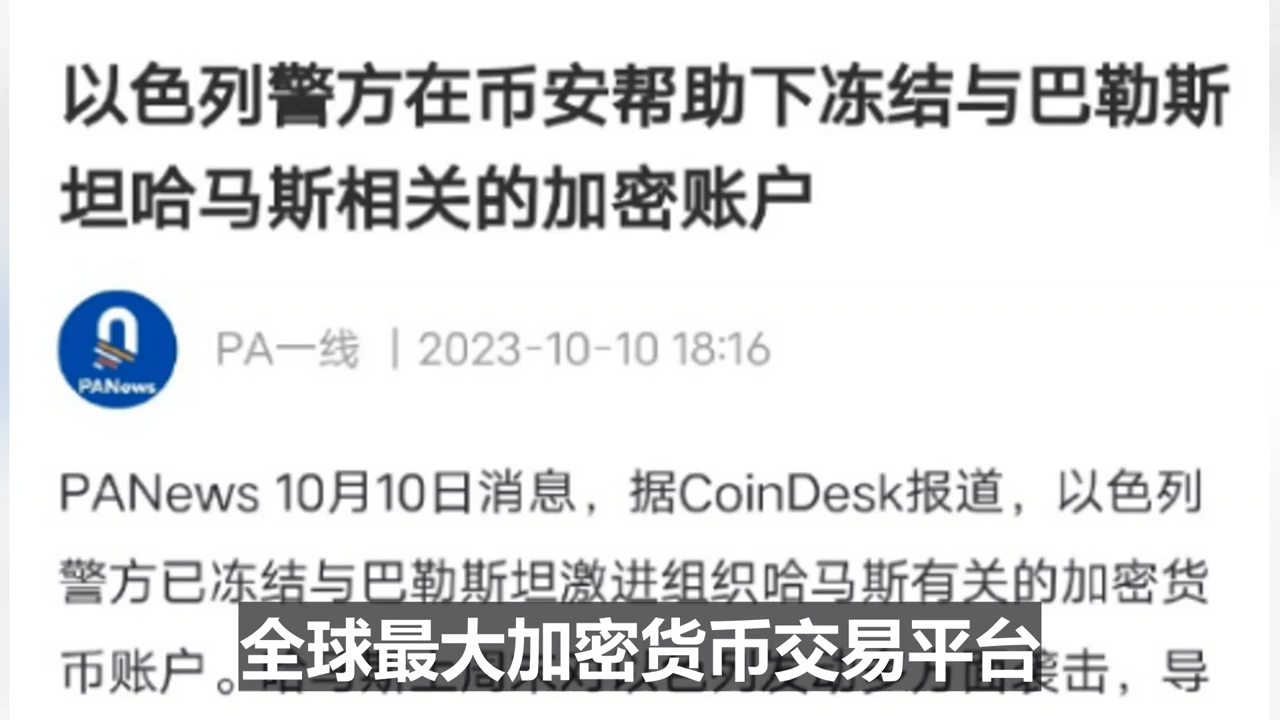 以色列警方在币安帮助下冻结与巴勒斯
坦哈马斯相关的加密账户
PANews
PA一线 | 2023-10-10 18:16
PANews 10月10日消息，据CoinDesk报道，以色列
警方已冻结与巴勒斯坦激进组织哈马斯有关的加密货
币账户。 袭击，导
全球最大加密货币交易平台